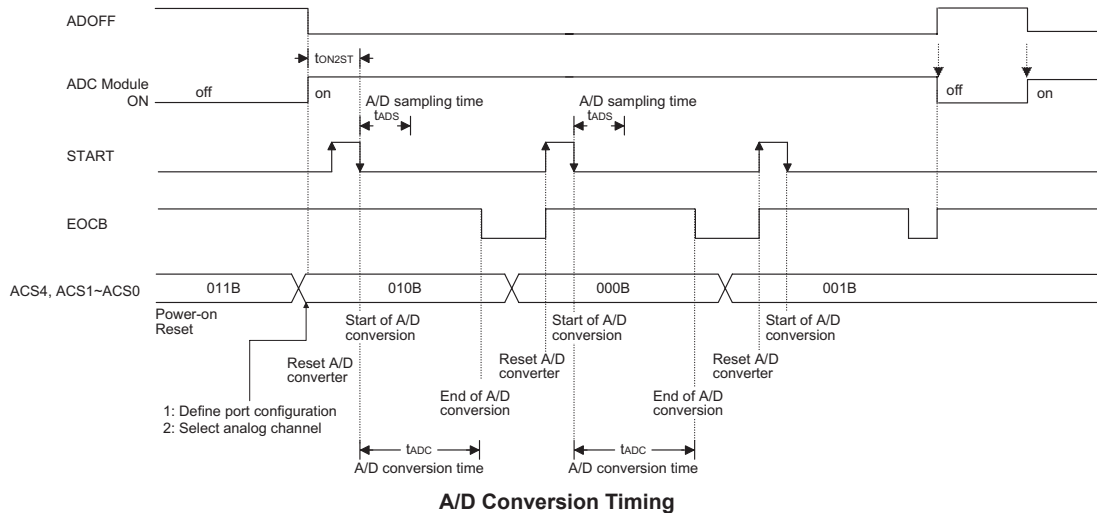 ADOFF
tON2ST
ADC Module
ON
off
on
off
on
A/D sampling time
tADS
A/D sampling time
tADS
START
EOCB
ACS4, ACS1~ACS0
011B
010B
000B
001B
Power-on
Reset
Start of A/D
conversion
Start of A/D
conversion
Start of A/D
conversion
Reset A/D
converter
Reset A/D
converter
Reset A/D
converter
End of A/D
conversion
End of A/D
conversion
1: Define port configuration
2: Select analog channel
tADC
A/D conversion time
tADC
A/D conversion time
A/D Conversion Timing